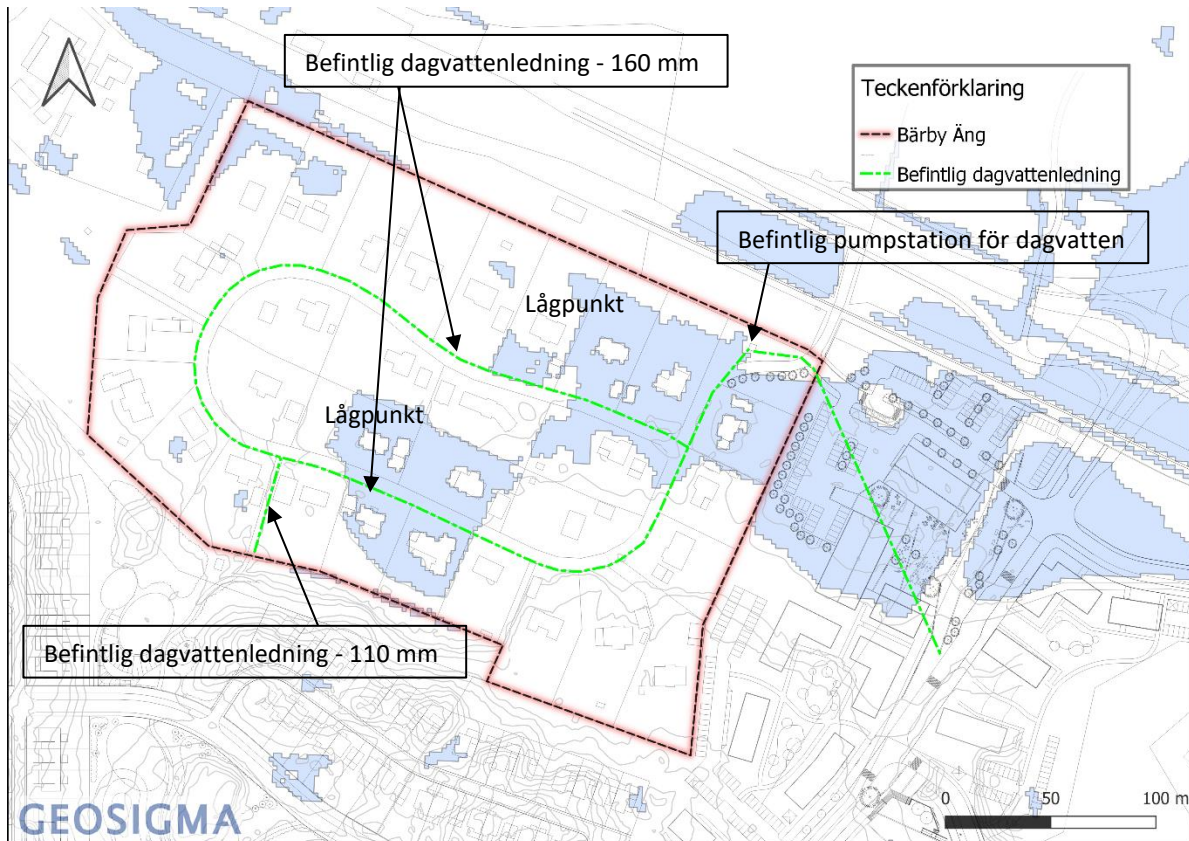 Befintlig dagvattenledning - 160 mm
Teckenförklaring
Bärby Äng
Befintlig dagvattenledning
Befintlig pumpstation för dagvatten
Lågpunkt
Lågpunkt
Befintlig dagvattenledning - 110 mm
0 50 100 m
GEOSIGMA